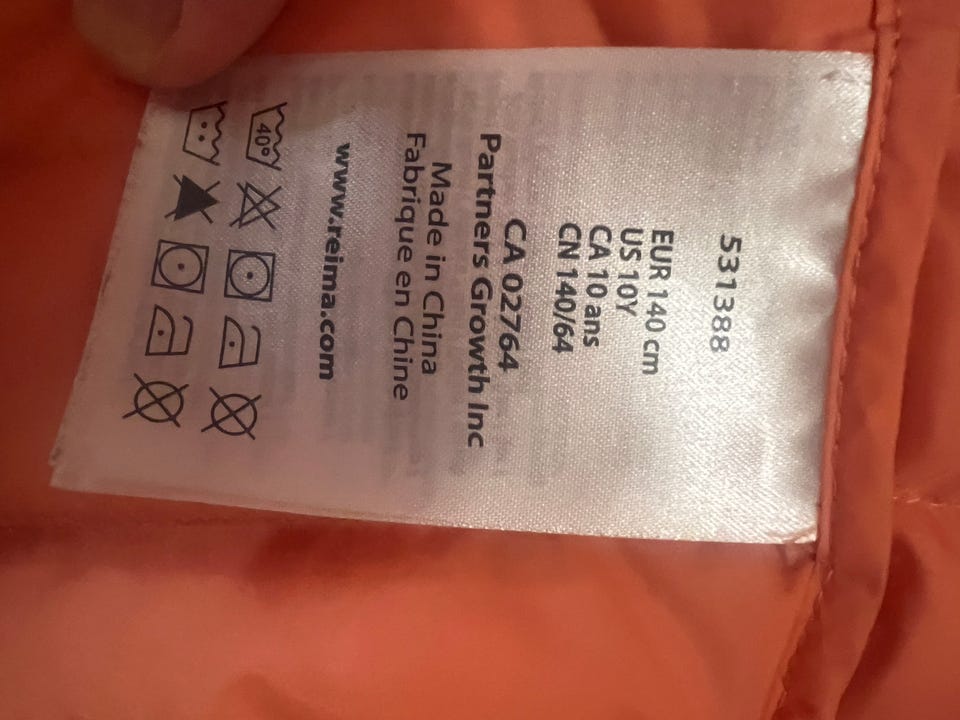 531388
EUR 140 cm
US 10Y
CA 10 ans
CN 140/64
CA 02764
Partners Growth Inc
Made in China
Fabrique en Chine
www.reima.com
40°